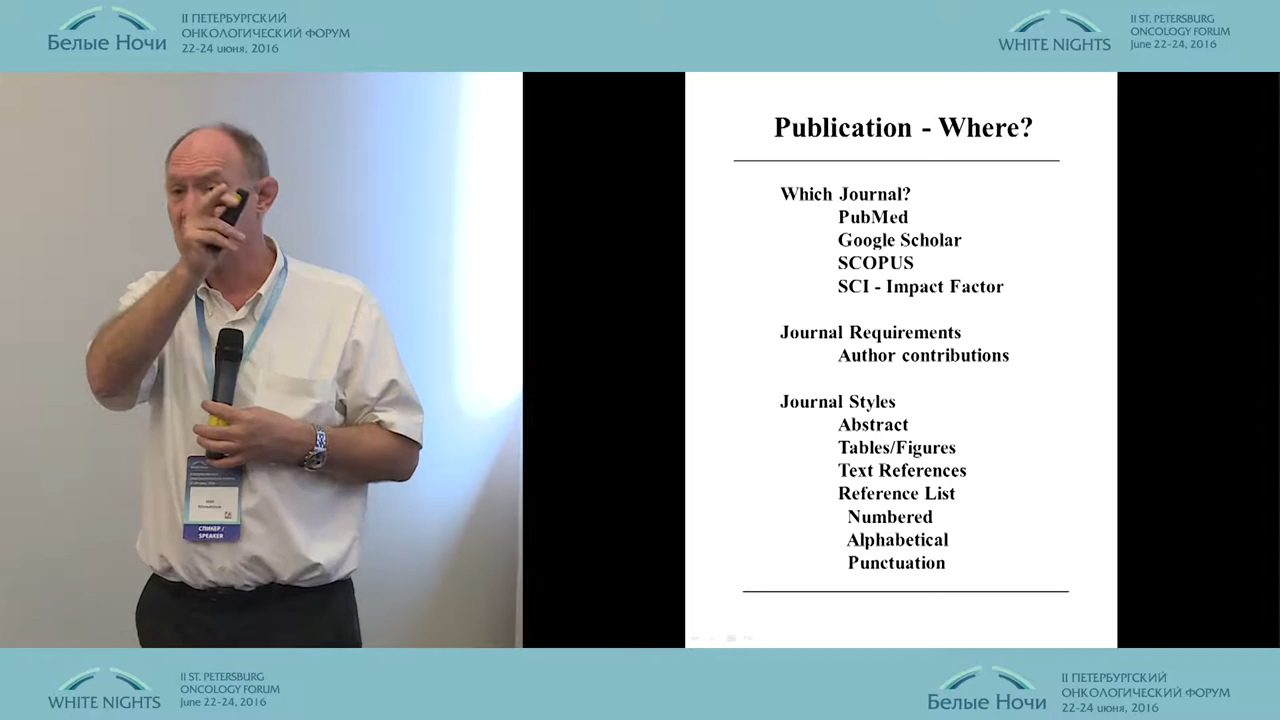 Белые Ночи
II ПЕТЕРБУРГСКИЙ
ОНКОЛОГИЧЕСКИЙ ФОРУМ
22-24 июня, 2016
WHITE NIGHTS
II ST. PETERSBURG
ONCOLOGY FORUM
June 22-24, 2016
Publication - Where?
Which Journal?
PubMed
Google Scholar
SCOPUS
SCI - Impact Factor
Journal Requirements
Author contributions
Journal Styles
Abstract
Tables/Figures
Text References
Reference List
Numbered
Alphabetical
Punctuation
СПИКЕР /
SPEAKER
WHITE NIGHTS
II ST. PETERSBURG
ONCOLOGY FORUM
June 22-24, 2016
Белые Ночи
II ПЕТЕРБУРГСКИЙ
ОНКОЛОГИЧЕСКИЙ ФОРУМ
22-24 июня, 2016